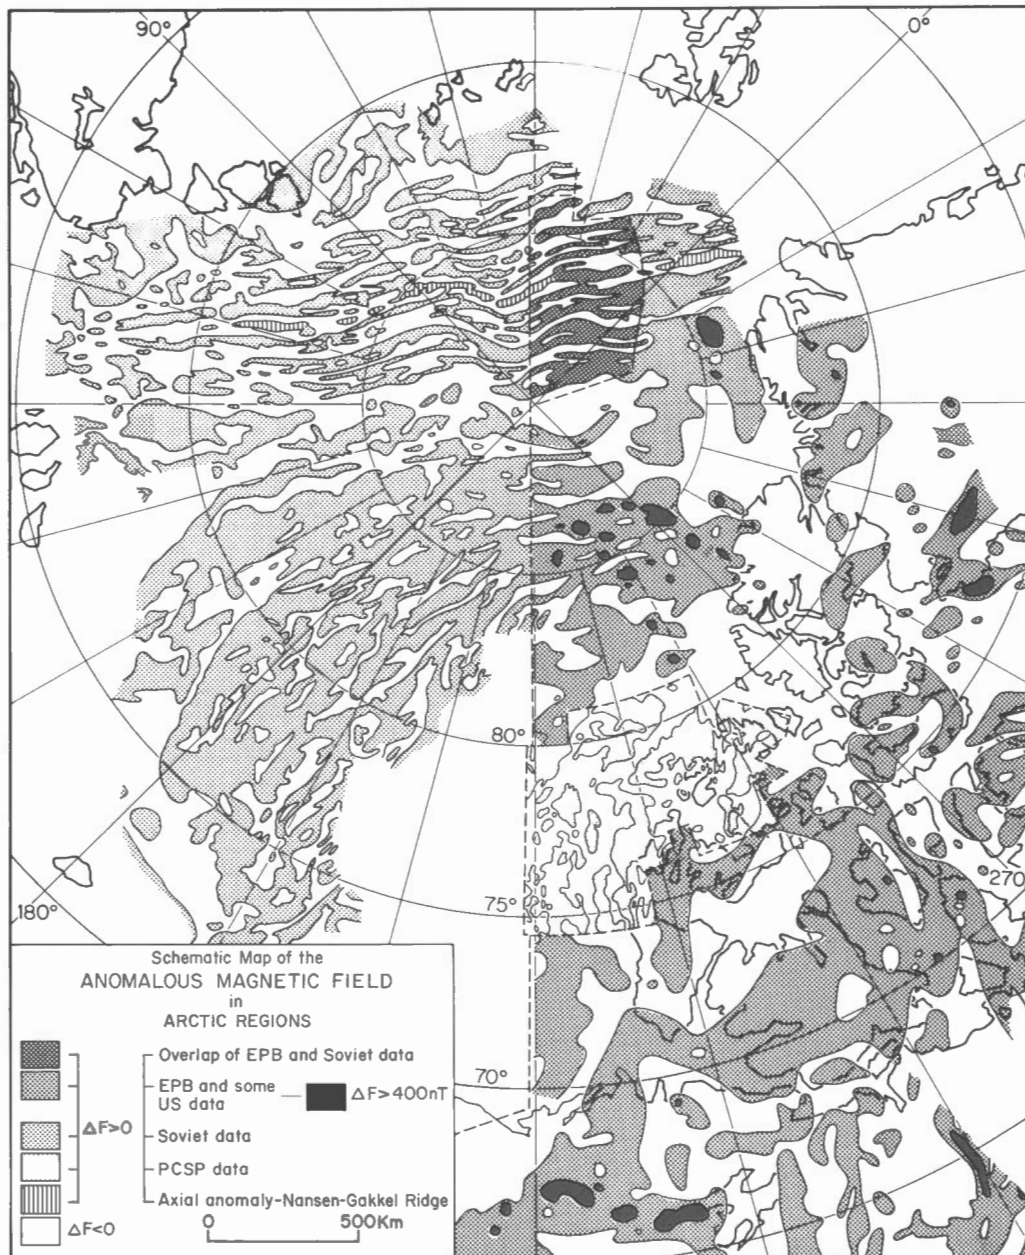 90°
0°
80°
270
180°
75°
70°
Schematic Map of the
ANOMALOUS MAGNETIC FIELD
in
ARCTIC REGIONS
Overlap of EPB and Soviet data
EPB and some
US data
ΔF>400nT
ΔF>0
Soviet data
PCSP data
Axial anomaly-Nansen-Gakkel Ridge
ΔF<0
0
500Km